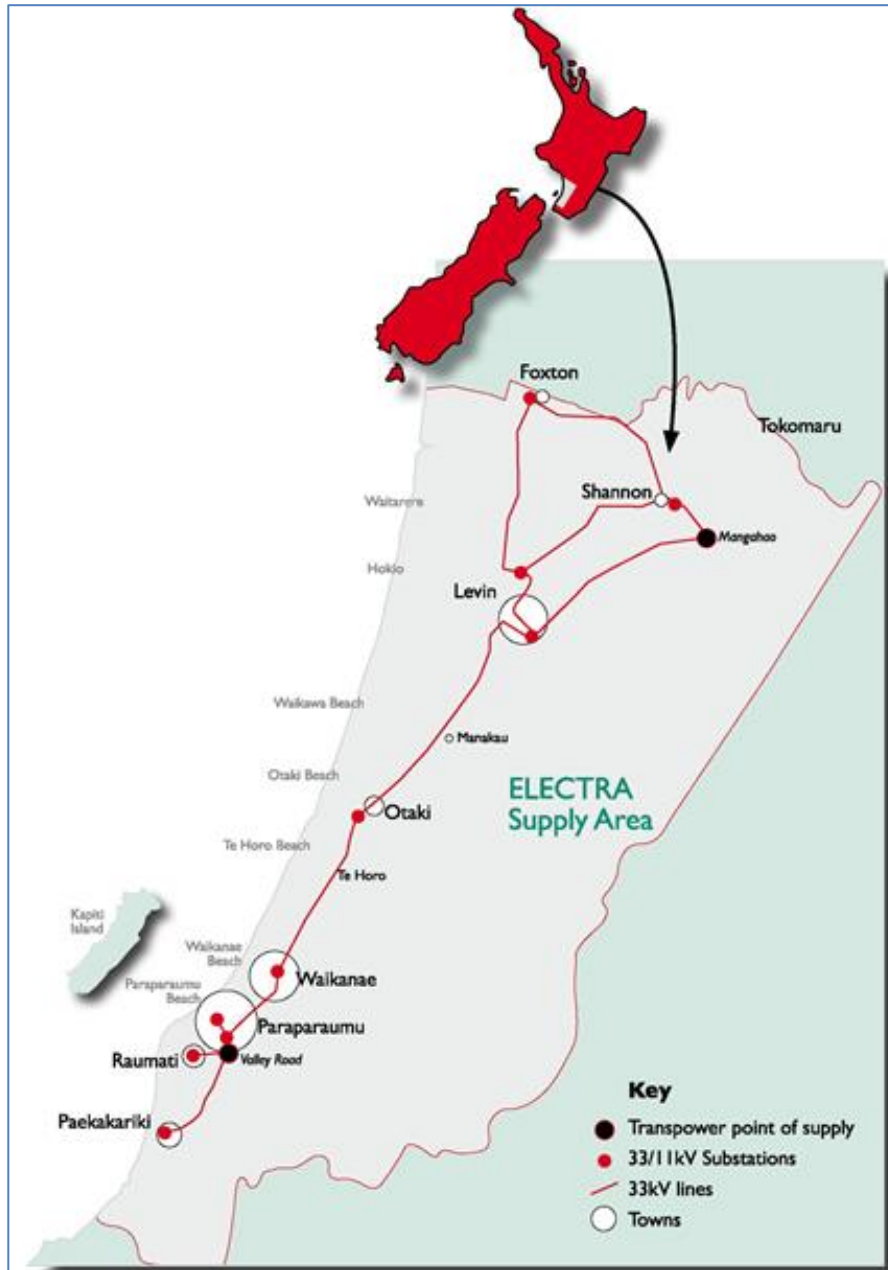 Foxton
Tokomaru
Shannon
Waitarere
Mangahao
Hokio
Levin
Waikawa Beach
Manakau
Otaki Beach
ELECTRA
Supply Area
Otaki
Te Horo Beach
Te Horo
Kapiti
Island
Waikanae
Beach
Waikanae
Paraparaumu
Beach
Paraparaumu
Raumati
Valley Road
Paekakariki
Key
Transpower point of supply
33/11kV Substations
33kV lines
Towns